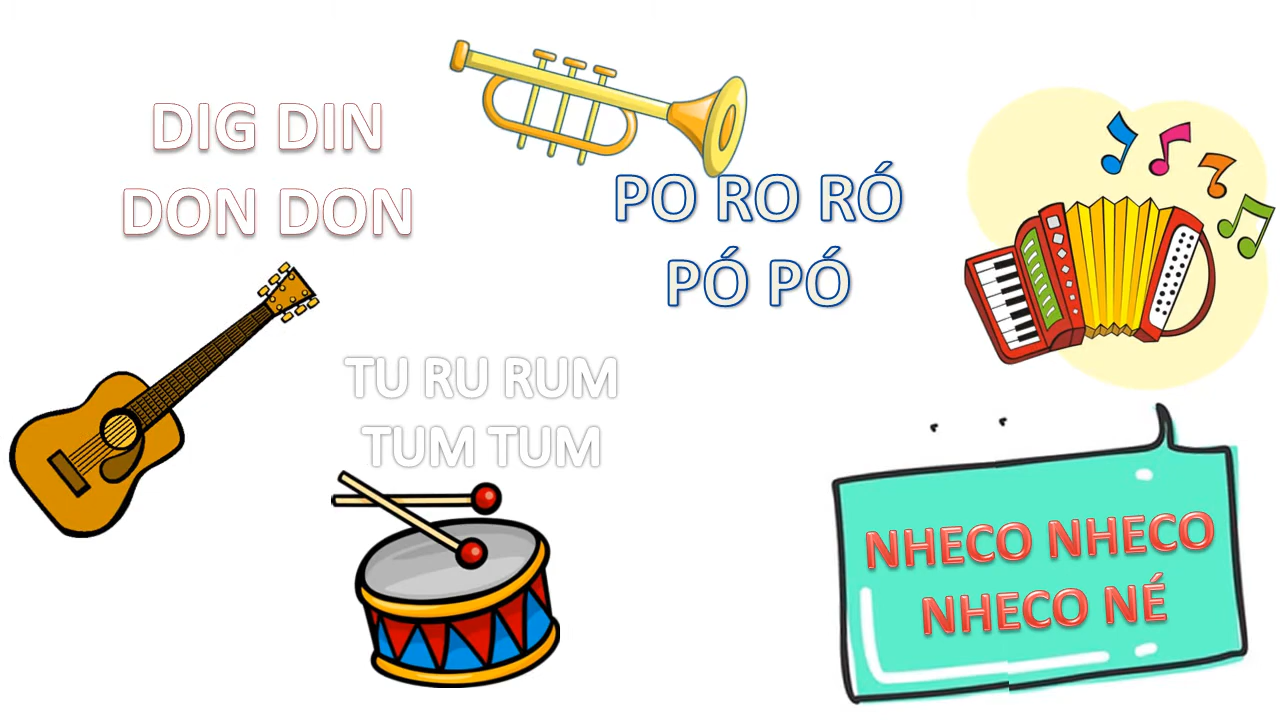 DIG DIN
DON DON
PO RO RÓ
PÓ PÓ
TU RU RUM
TUM TUM
NHECO NHECO
NHECO NÉ